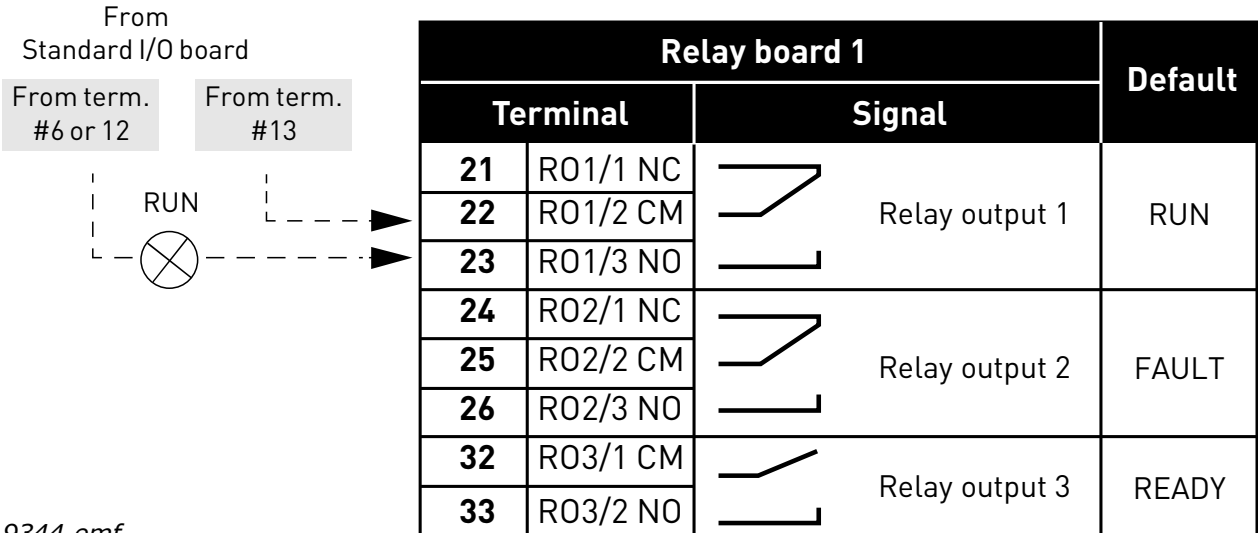 From
Standard I/O board
From term.
#6 or 12
From term.
#13
RUN
Relay board 1
Default
Terminal
Signal
21 RO1/1 NC
22 RO1/2 CM
23 RO1/3 NO
Relay output 1
RUN
24 RO2/1 NC
25 RO2/2 CM
26 RO2/3 NO
Relay output 2
FAULT
32 RO3/1 CM
33 RO3/2 NO
Relay output 3
READY